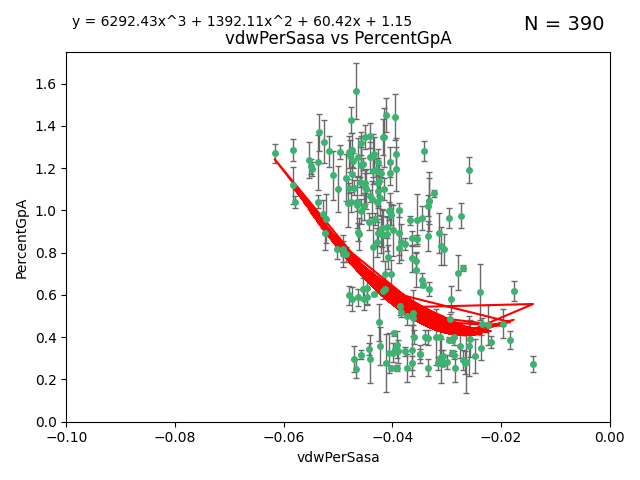 y = 6292.43x^3 + 1392.11x^2 + 60.42x + 1.15
N = 390
vdwPerSasa vs PercentGpA
PercentGpA
1.6
1.4
1.2
1.0
0.8
0.6
0.4
0.2
0.0
−0.10 −0.08 −0.06 −0.04 −0.02 0.00
vdwPerSasa